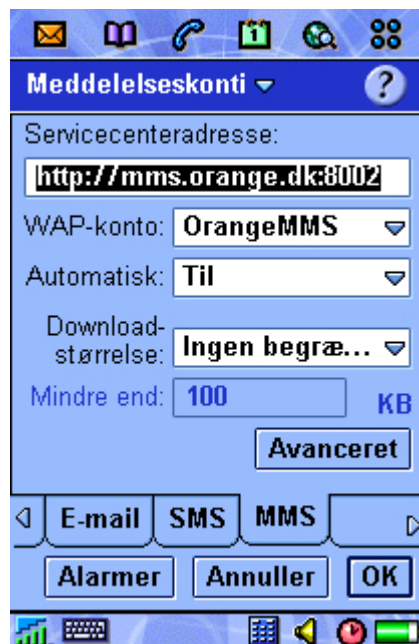 1
Meddelelseskonti
?
Servicecenteradresse:
http://mms.orange.dk:8002
WAP-konto: OrangeMMS
Automatisk: Til
Download-
størrelse: Ingen begræ...
Mindre end: 100 KB
Avanceret
E-mail SMS MMS
Alarmer Annuller OK